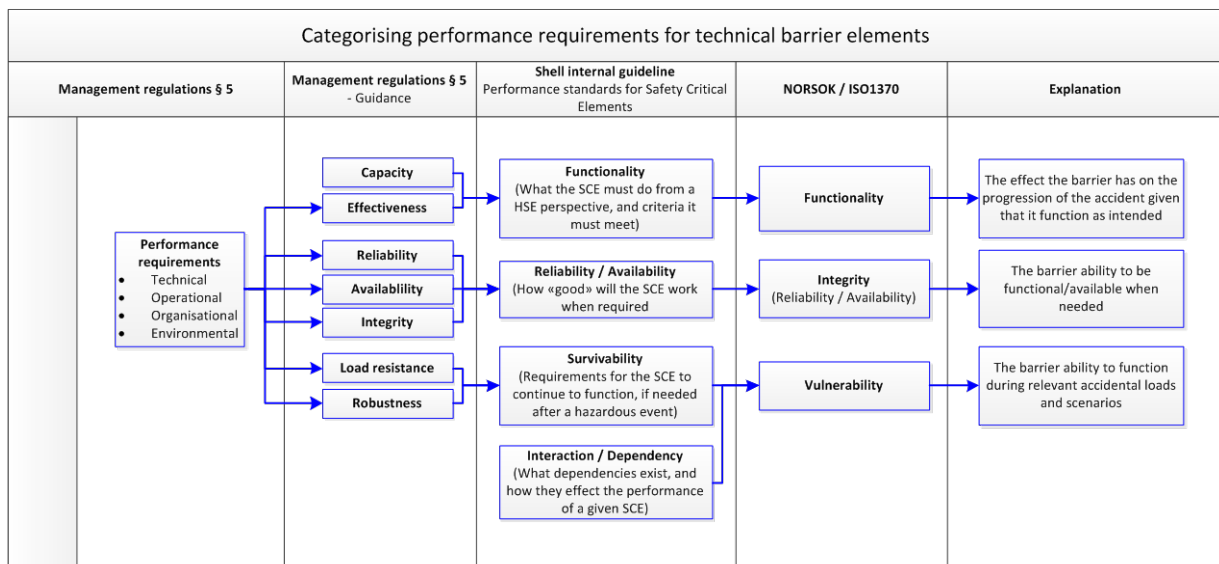 Categorising performance requirements for technical barrier elements
Management regulations § 5
Management regulations § 5
- Guidance
Shell internal guideline
Performance standards for Safety Critical
Elements
NORSOK / ISO1370
Explanation
Performance
requirements
• Technical
• Operational
• Organisational
• Environmental
Capacity
Effectiveness
Reliability
Availablility
Integrity
Load resistance
Robustness
Functionality
(What the SCE must do from a
HSE perspective, and criteria it
must meet)
Reliability / Availability
(How «good» will the SCE work
when required
Survivability
(Requirements for the SCE to
continue to function, if needed
after a hazardous event)
Interaction / Dependency
(What dependencies exist, and
how they effect the performance
of a given SCE)
Functionality
Integrity
(Reliability / Availability)
Vulnerability
The effect the barrier has on the
progression of the accident given
that it function as intended
The barrier ability to be
functional/available when
needed
The barrier ability to function
during relevant accidental loads
and scenarios